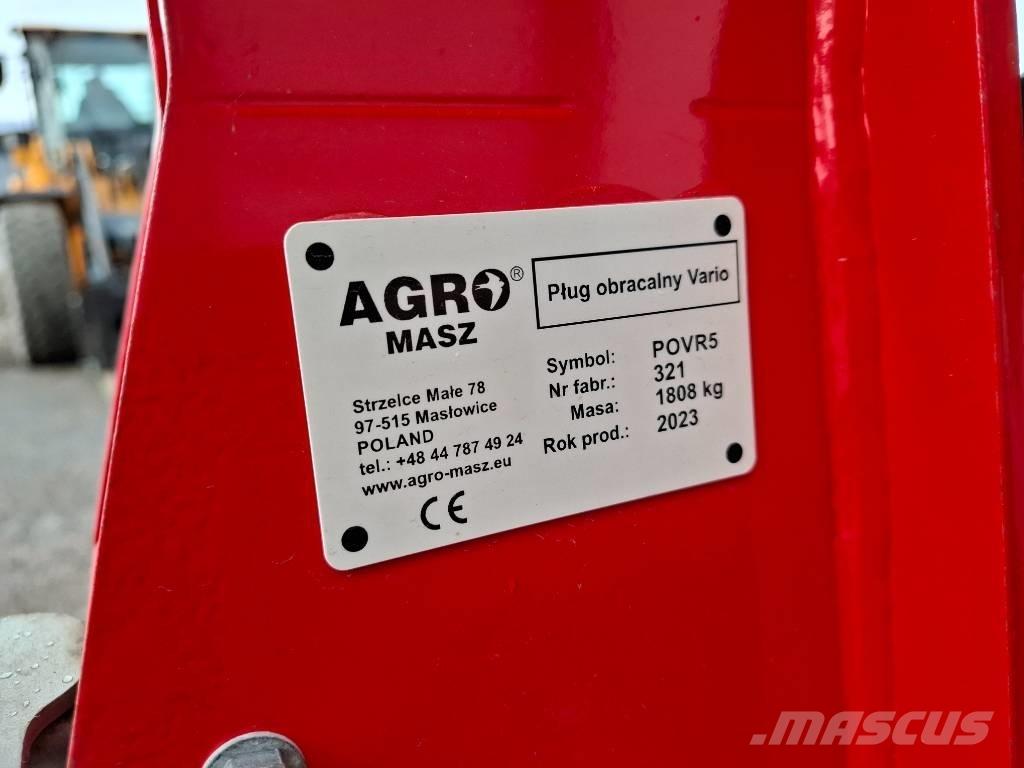 AGRO®
MASZ
Pług obracalny Vario
Strzelce Małe 78
97-515 Masłowice
POLAND
tel.: +48 44 787 49 24
www.agro-masz.eu
CE
Symbol: POVR5
Nr fabr.: 321
Masa: 1808 kg
Rok prod.: 2023
MASCUS